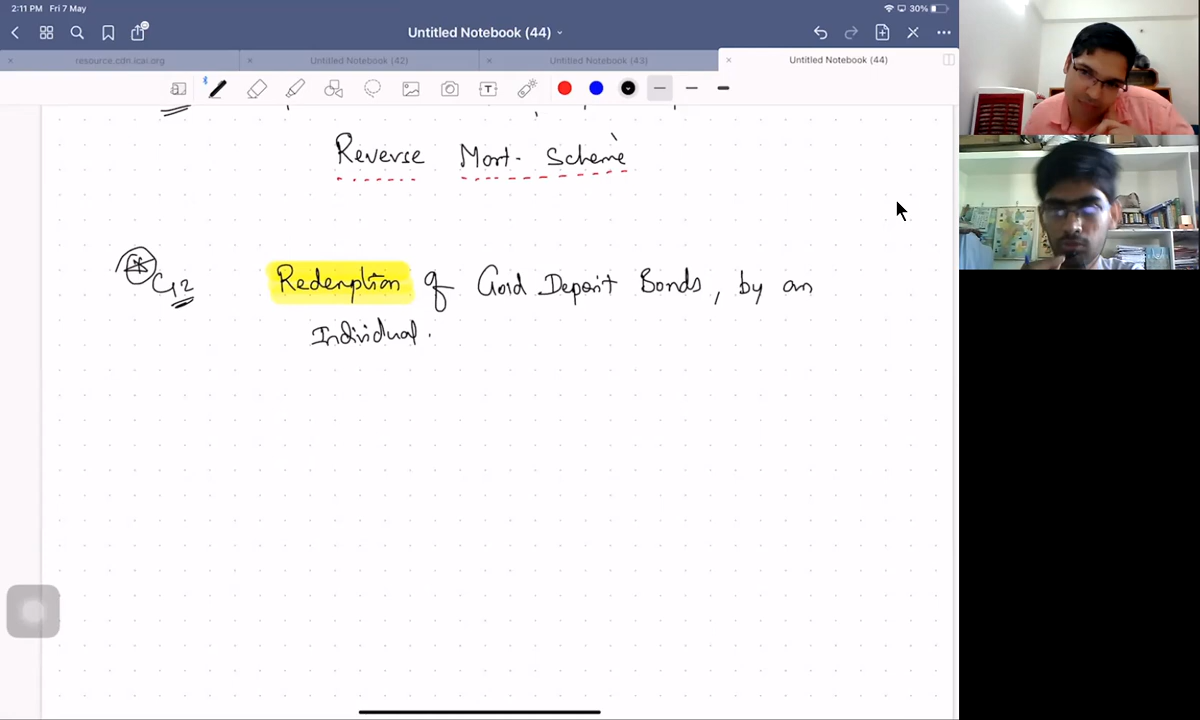 2:11 PM Fri 7 May
30%
Untitled Notebook (44)
resource.cdn.icai.org
Untitled Notebook (42)
Untitled Notebook (43)
Untitled Notebook (44)
Reverse Mort. Scheme
Redemption of Gold Deposit Bonds, by an
Individual.